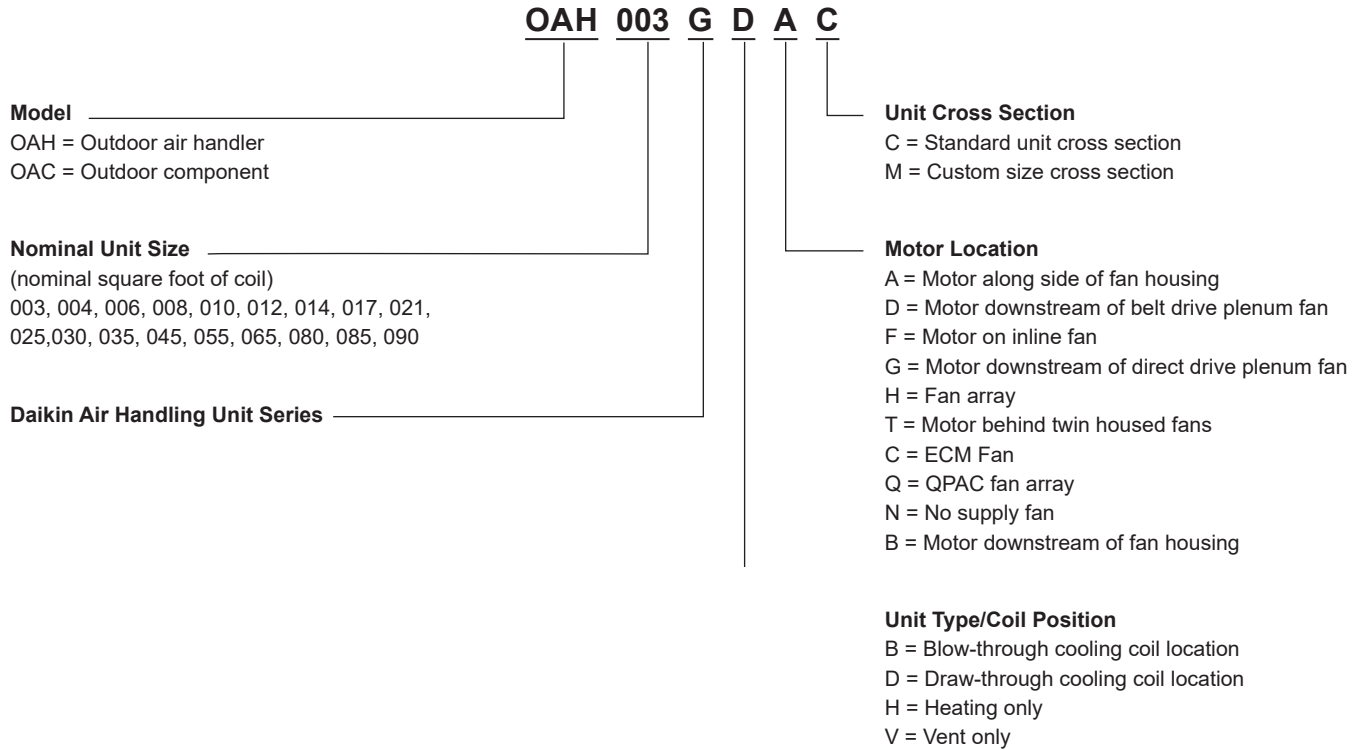 OAH 003 G D A C
Model
OAH = Outdoor air handler
OAC = Outdoor component
Nominal Unit Size
(nominal square foot of coil)
003, 004, 006, 008, 010, 012, 014, 017, 021,
025,030, 035, 045, 055, 065, 080, 085, 090
Daikin Air Handling Unit Series
Unit Cross Section
C = Standard unit cross section
M = Custom size cross section
Motor Location
A = Motor along side of fan housing
D = Motor downstream of belt drive plenum fan
F = Motor on inline fan
G = Motor downstream of direct drive plenum fan
H = Fan array
T = Motor behind twin housed fans
C = ECM Fan
Q = QPAC fan array
N = No supply fan
B = Motor downstream of fan housing
Unit Type/Coil Position
B = Blow-through cooling coil location
D = Draw-through cooling coil location
H = Heating only
V = Vent only